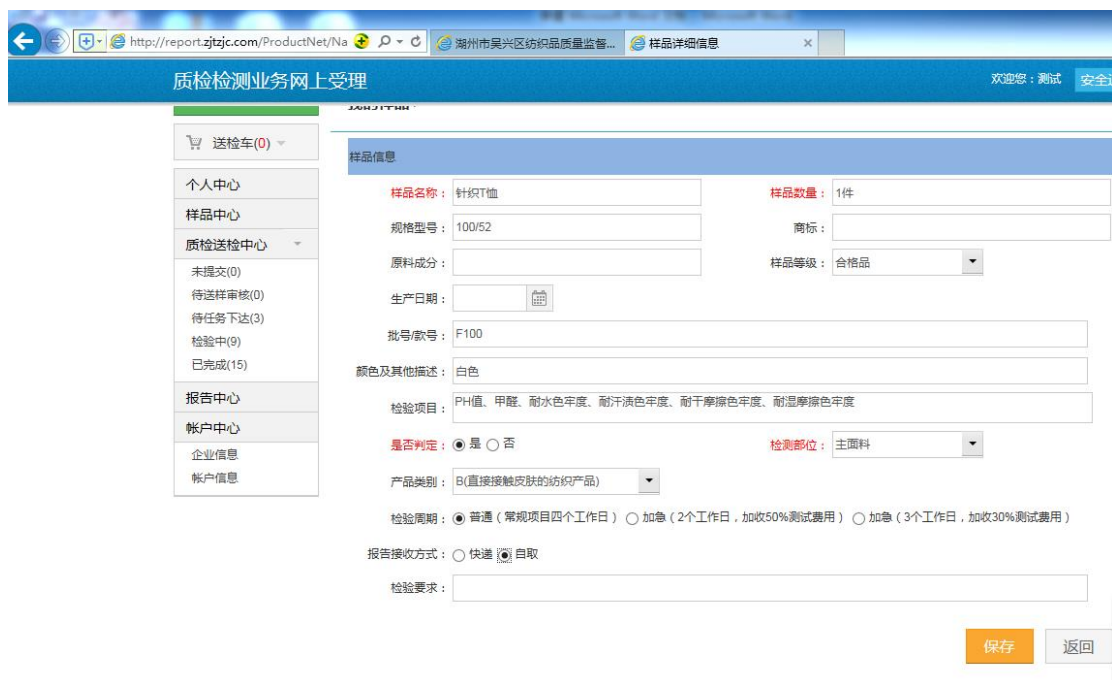 http://report.zjtzjc.com/ProductNet/Na
湖州市吴兴区纺织品质量监督...
样品详细信息
质检检测业务网上受理
欢迎您：测试
送检车(0)
样品信息
个人中心
样品名称： 针织T恤 样品数量： 1件
样品中心
规格型号： 100/52 商标：
质检送检中心
原料成分： 样品等级： 合格品
未提交(0)
待送样审核(0)
生产日期：
待任务下达(3)
批号/款号： F100
检验中(9)
已完成(15)
颜色及其他描述： 白色
报告中心
检验项目： PH值、甲醛、耐水色牢度、耐汗渍色牢度、耐干摩擦色牢度、耐湿摩擦色牢度
帐户中心
是否判定： 是 否 检测部位： 主面料
企业信息
帐户信息
产品类别： B(直接接触皮肤的纺织产品)
检验周期： 普通（常规项目四个工作日） 加急（2个工作日，加收50%测试费用） 加急（3个工作日，加收30%测试费用）
报告接收方式： 快递 自取
检验要求：
保存 返回